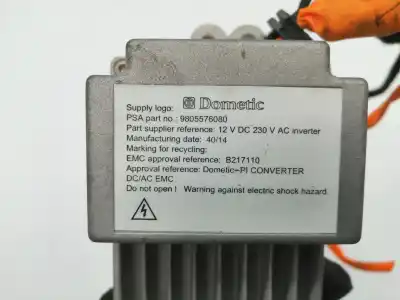 Supply logo: Dometic
PSA part no.: 9805576080
Part supplier reference: 12 V DC 230 V AC inverter
Manufacturing date: 40/14
Marking for recycling:
EMC approval reference: B217110
Approval reference: Dometic-PI CONVERTER
DC/AC EMC
Do not open ! Warning against electric shock hazard.